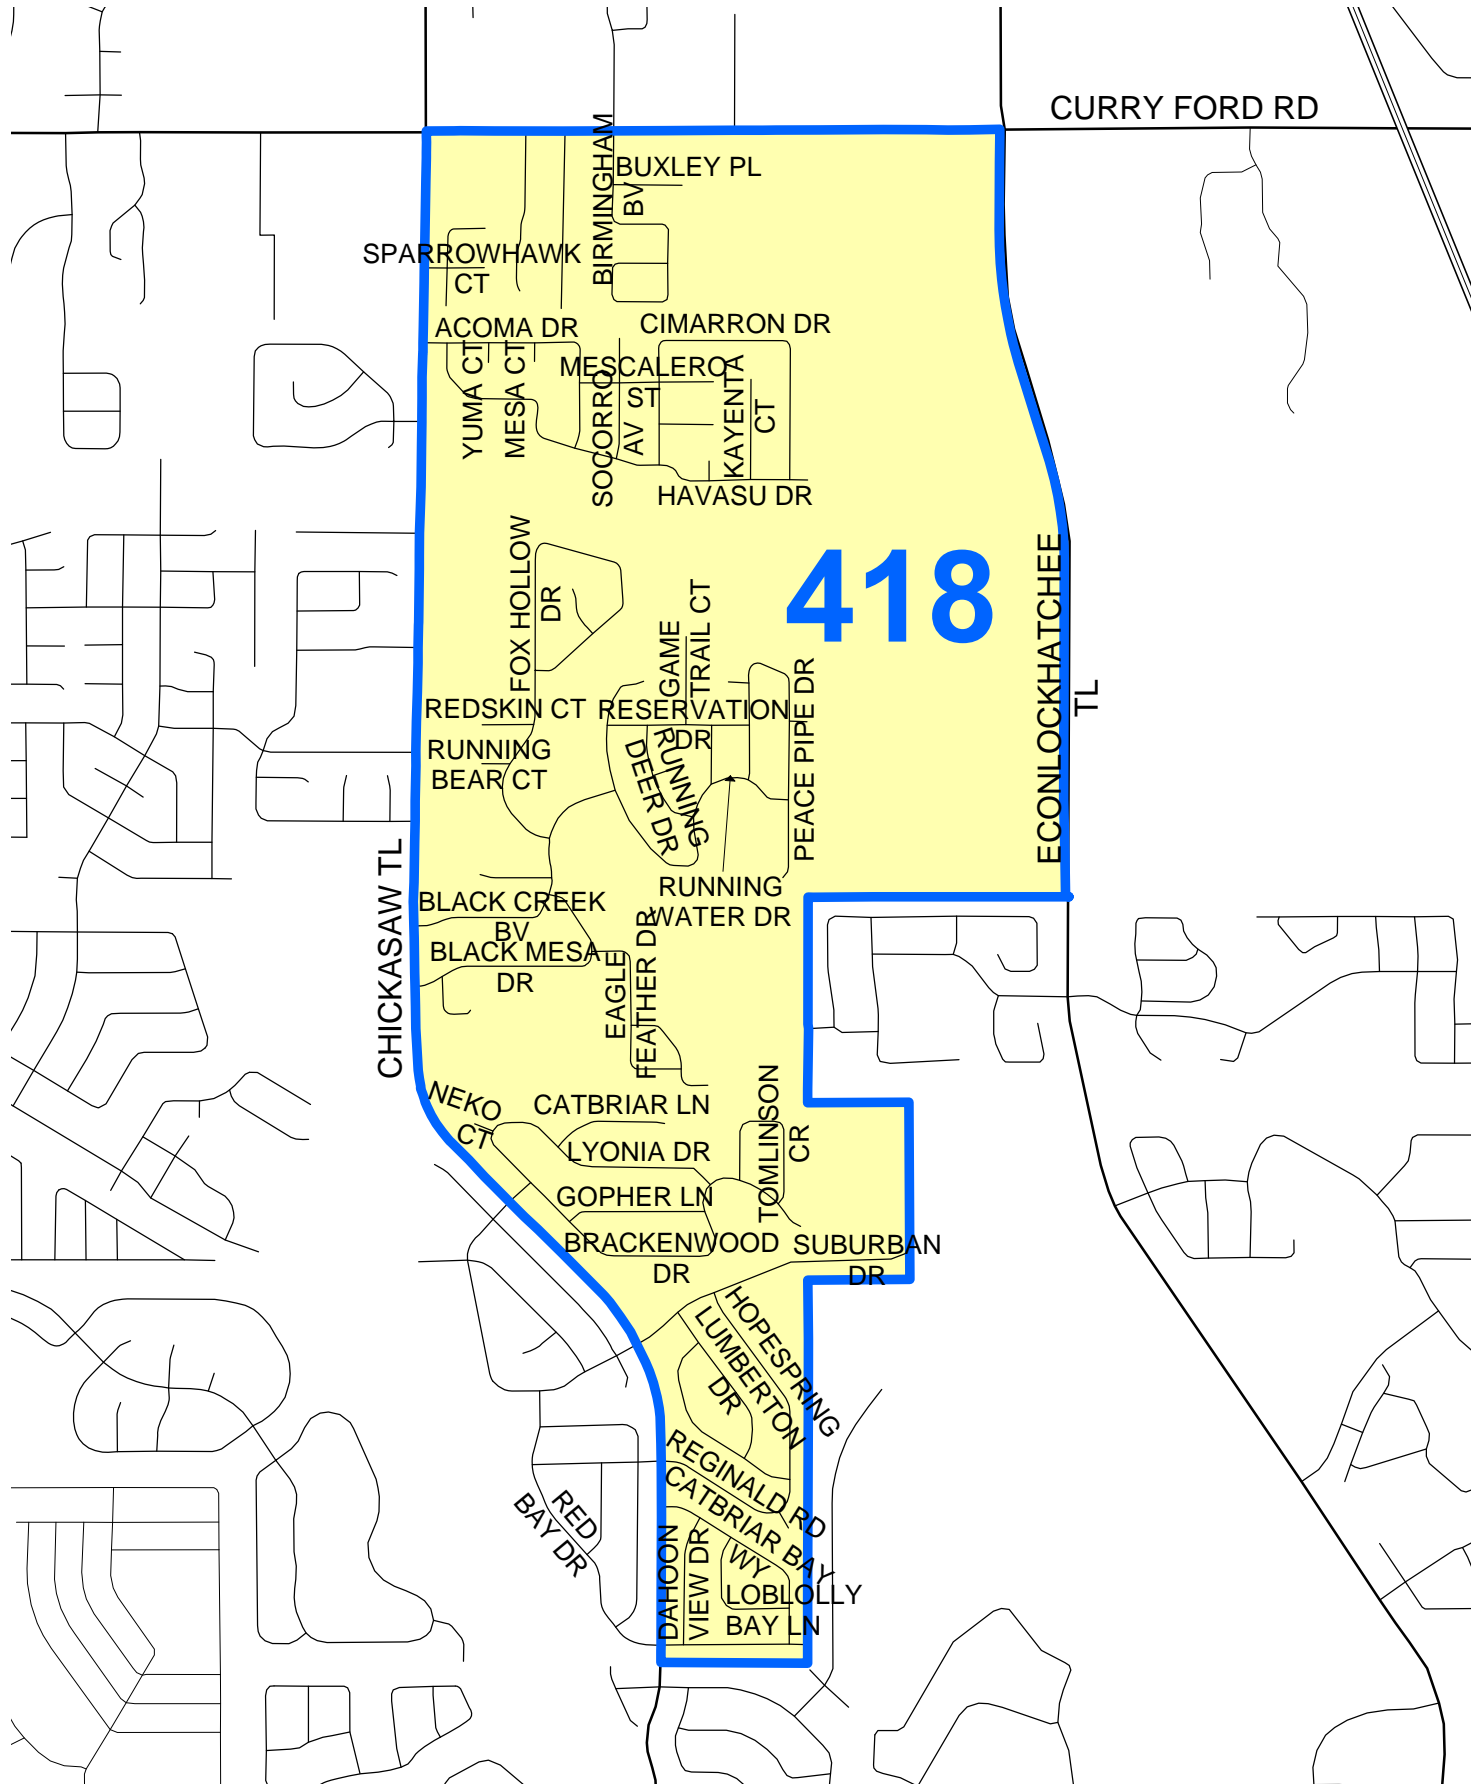 CURRY FORD RD
BIRMINGHAM
BV
BUXLEY PL
SPARROWHAWK
CT
ACOMA DR
CIMARRON DR
YUMA CT
MESA CT
MESCALERO
ST
SOCORRO
AV
KAYENTA
CT
HAVASU DR
418
FOX HOLLOW
DR
GAME
TRAIL CT
ECONLOCKHATCHEE
TL
REDSKIN CT
RESERVATION
DR
PEACE PIPE DR
RUNNING
BEAR CT
RUNNING
DEER DR
CHICKASAW TL
RUNNING
WATER DR
BLACK CREEK
BV
BLACK MESA
DR
EAGLE
FEATHER DR
NEKO
CT
CATBRIAR LN
TOMLINSON
CR
LYONIA DR
GOPHER LN
BRACKENWOOD
DR
SUBURBAN
DR
HOPESPRING
LUMBERTON
DR
REGINALD RD
CATBRIAR BAY
WY
RED
BAY DR
DAHOON
VIEW DR
LOBLOLLY
BAY LN